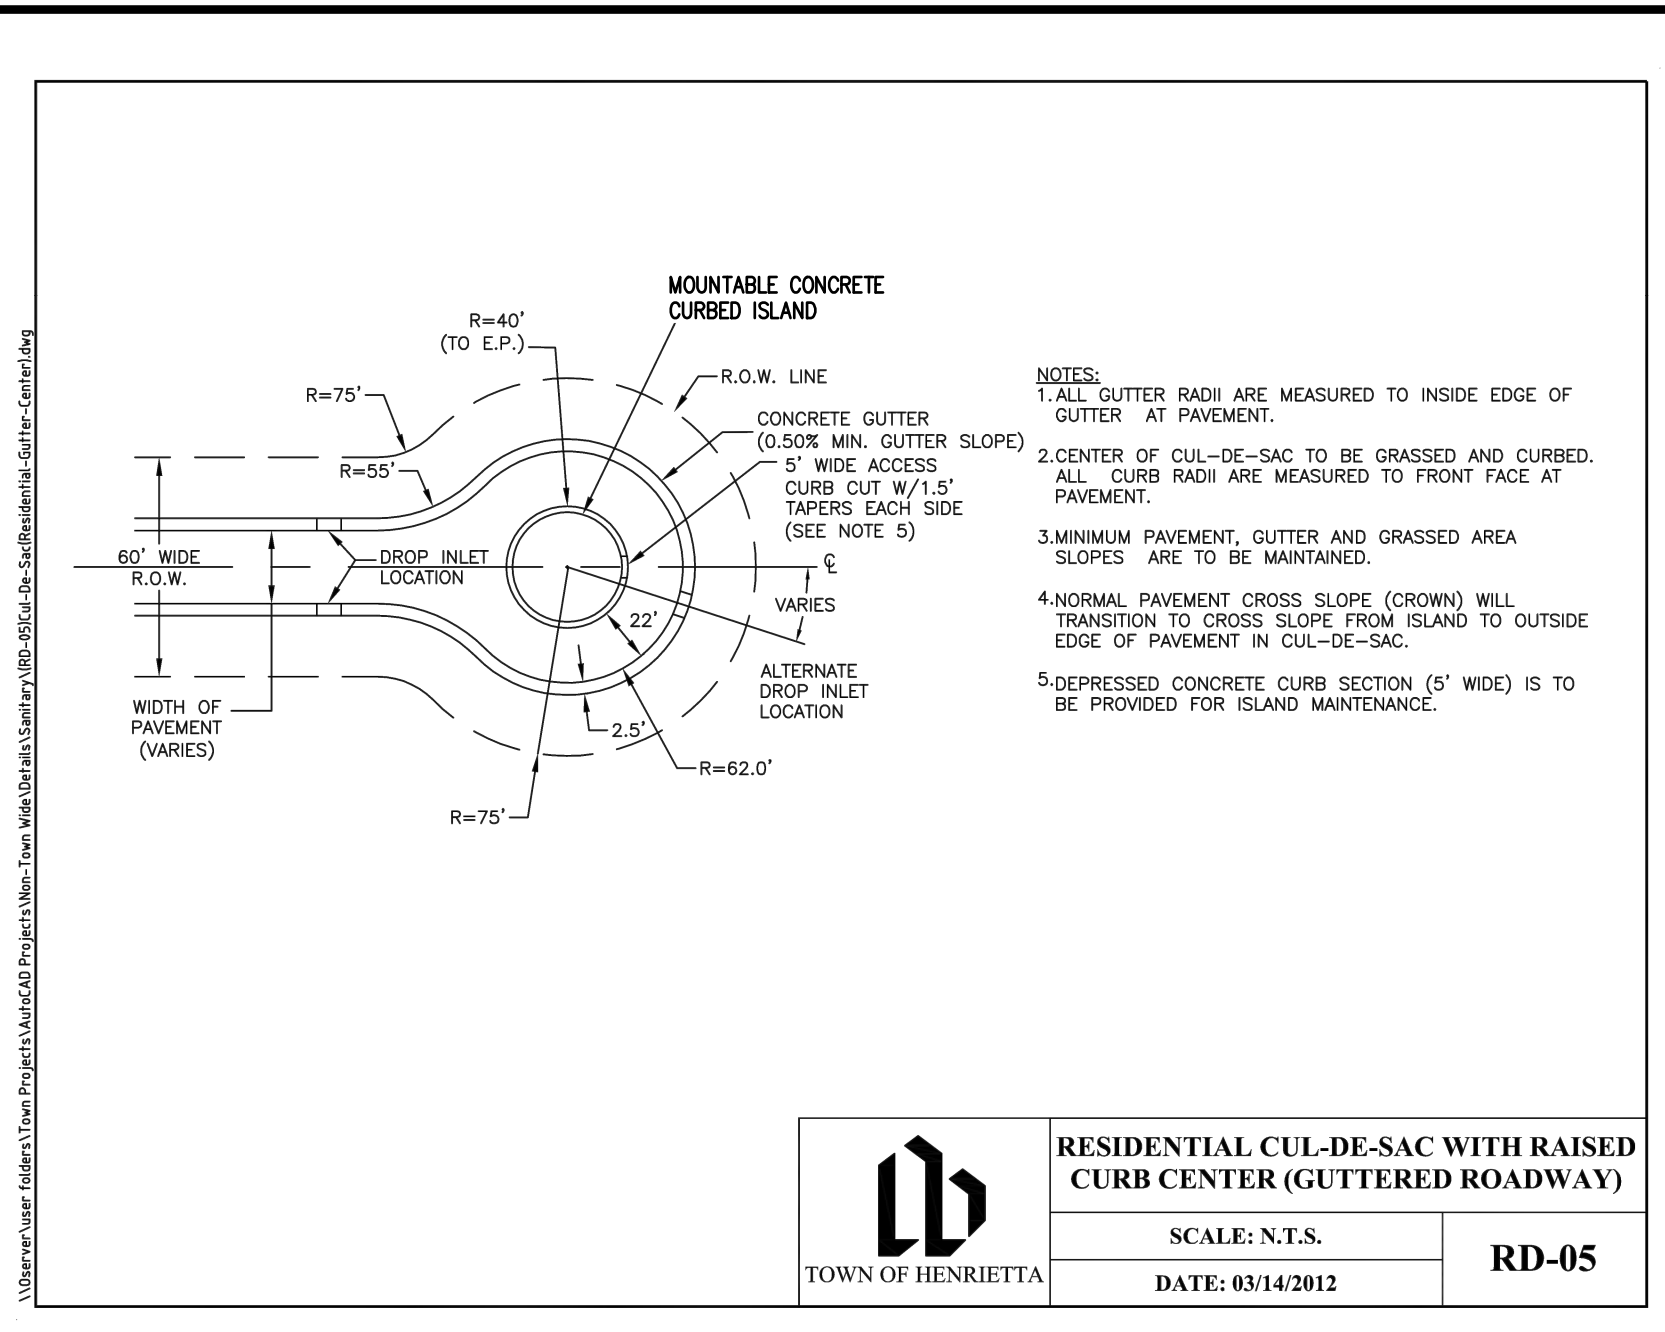 MOUNTABLE CONCRETE
CURBED ISLAND
R=40'
(TO E.P.)
R.O.W. LINE
R=75'
CONCRETE GUTTER
(0.50% MIN. GUTTER SLOPE)
R=55'
5' WIDE ACCESS
CURB CUT W/1.5'
TAPERS EACH SIDE
(SEE NOTE 5)
60' WIDE
R.O.W.
DROP INLET
LOCATION
℄
VARIES
22'
ALTERNATE
DROP INLET
LOCATION
WIDTH OF
PAVEMENT
(VARIES)
2.5'
R=62.0'
R=75'
NOTES:
1. ALL GUTTER RADII ARE MEASURED TO INSIDE EDGE OF
GUTTER AT PAVEMENT.
2. CENTER OF CUL-DE-SAC TO BE GRASSED AND CURBED.
ALL CURB RADII ARE MEASURED TO FRONT FACE AT
PAVEMENT.
3. MINIMUM PAVEMENT, GUTTER AND GRASSED AREA
SLOPES ARE TO BE MAINTAINED.
4. NORMAL PAVEMENT CROSS SLOPE (CROWN) WILL
TRANSITION TO CROSS SLOPE FROM ISLAND TO OUTSIDE
EDGE OF PAVEMENT IN CUL-DE-SAC.
5. DEPRESSED CONCRETE CURB SECTION (5' WIDE) IS TO
BE PROVIDED FOR ISLAND MAINTENANCE.
\\0server\user folders\Town Projects\AutoCAD Projects\Non-Town Wide\Details\Sanitary\(RD-05)Cul-De-Sac(Residential-Gutter-Center).dwg
TOWN OF HENRIETTA
RESIDENTIAL CUL-DE-SAC WITH RAISED
CURB CENTER (GUTTERED ROADWAY)
SCALE: N.T.S.
DATE: 03/14/2012
RD-05